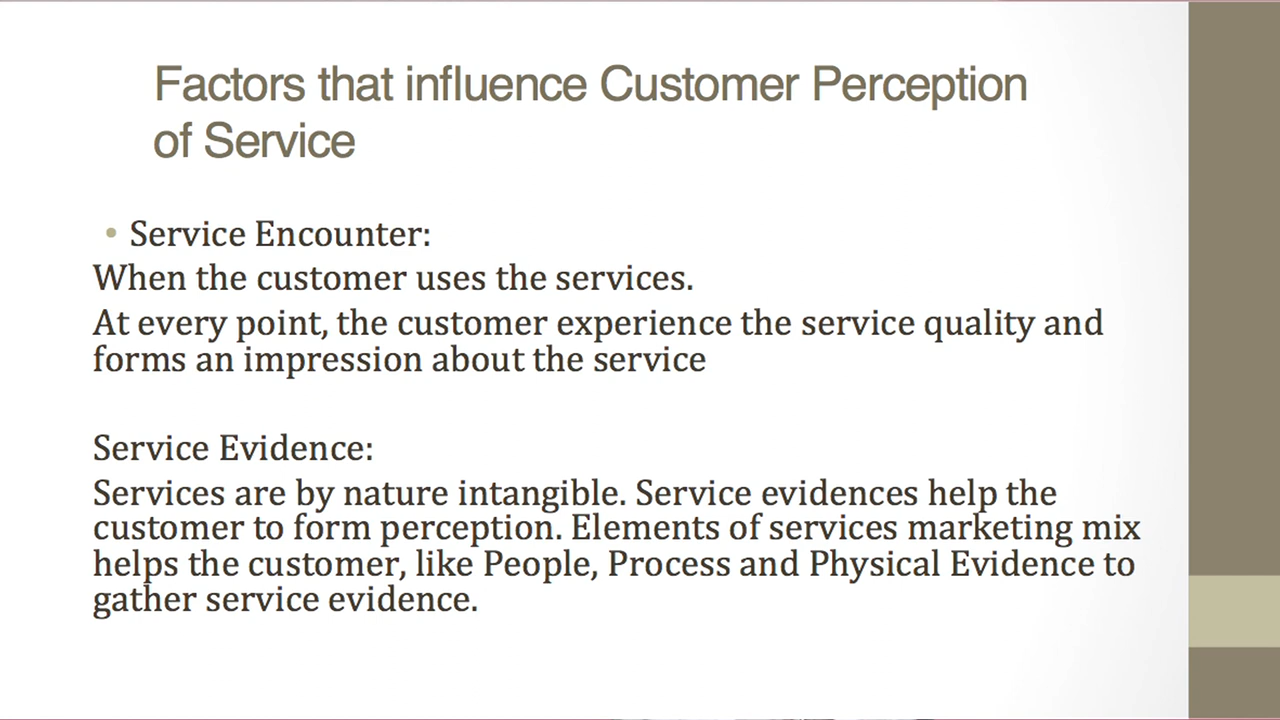 Factors that influence Customer Perception
of Service
• Service Encounter:
When the customer uses the services.
At every point, the customer experience the service quality and
forms an impression about the service
Service Evidence:
Services are by nature intangible. Service evidences help the
customer to form perception. Elements of services marketing mix
helps the customer, like People, Process and Physical Evidence to
gather service evidence.